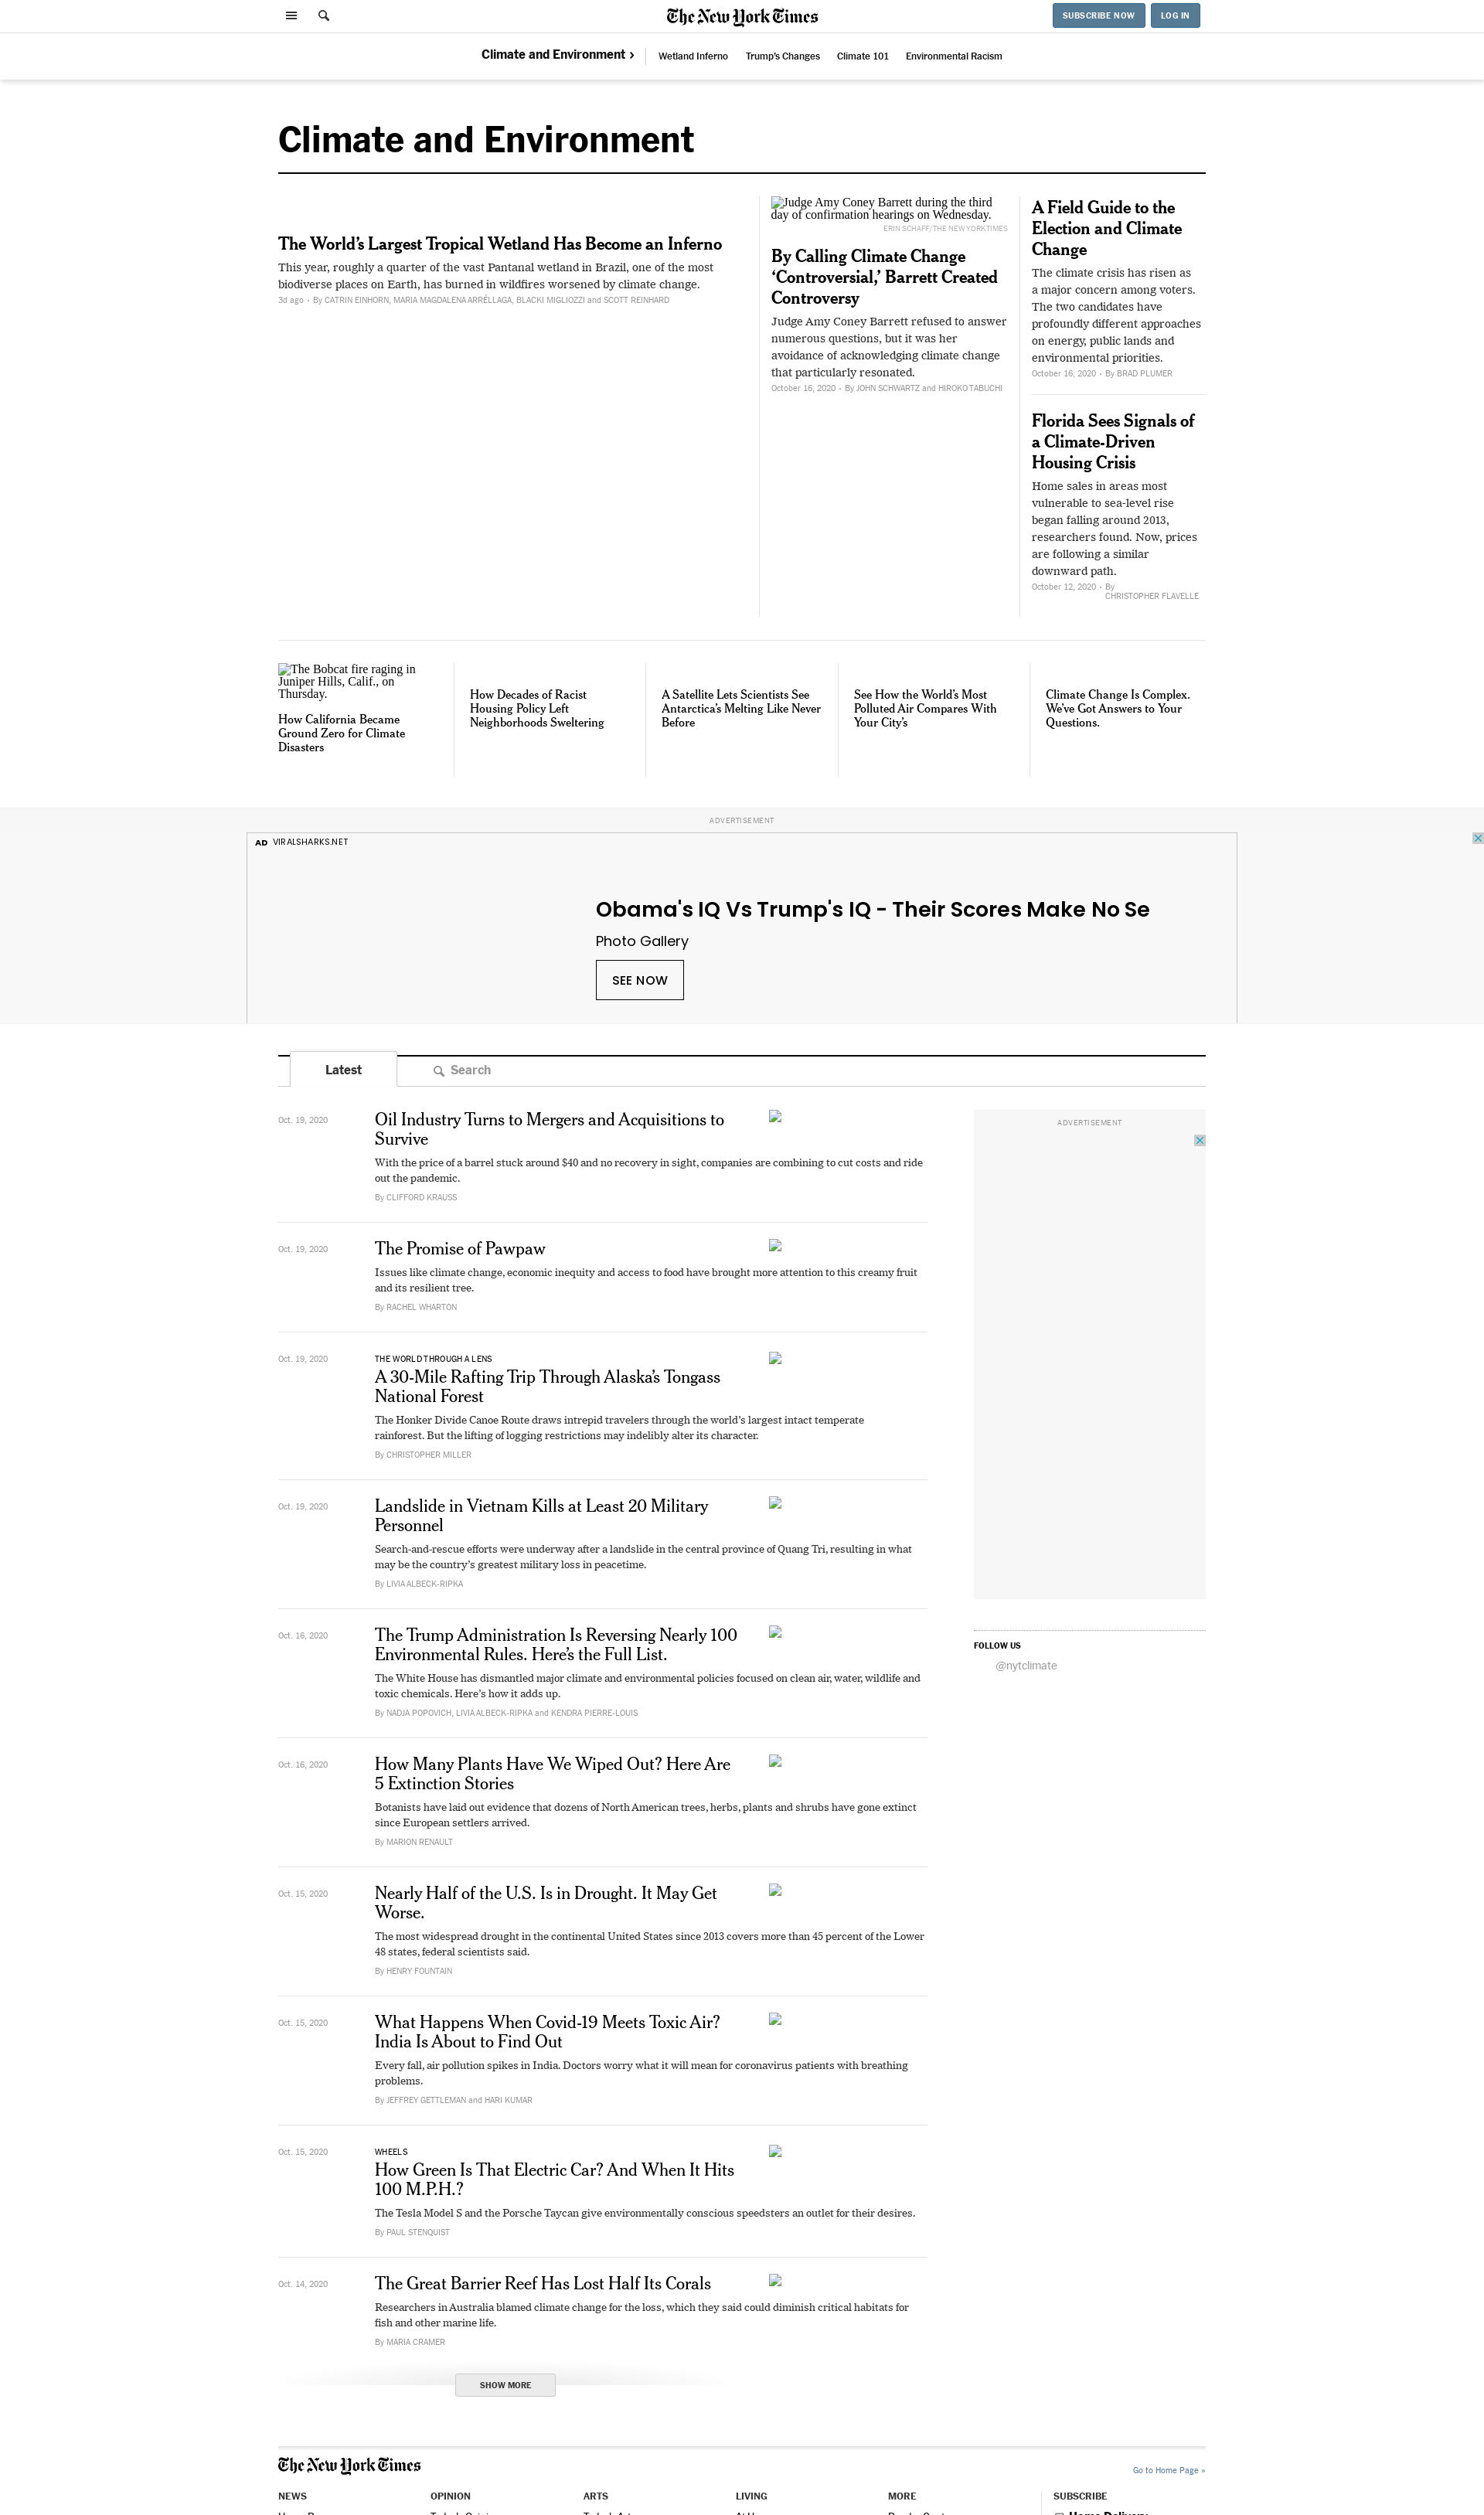 The New York Times
SUBSCRIBE NOW
LOG IN
Climate and Environment ›
Wetland Inferno
Trump's Changes
Climate 101
Environmental Racism
Climate and Environment
The World's Largest Tropical Wetland Has Become an Inferno
This year, roughly a quarter of the vast Pantanal wetland in Brazil, one of the most
biodiverse places on Earth, has burned in wildfires worsened by climate change.
3d ago • By CATRIN EINHORN, MARIA MAGDALENA ARRÉLLAGA, BLACKI MIGLIOZZI and SCOTT REINHARD
Judge Amy Coney Barrett during the third
day of confirmation hearings on Wednesday.
ERIN SCHAFF/THE NEW YORK TIMES
By Calling Climate Change
'Controversial,' Barrett Created
Controversy
Judge Amy Coney Barrett refused to answer
numerous questions, but it was her
avoidance of acknowledging climate change
that particularly resonated.
October 16, 2020 • By JOHN SCHWARTZ and HIROKO TABUCHI
A Field Guide to the
Election and Climate
Change
The climate crisis has risen as
a major concern among voters.
The two candidates have
profoundly different approaches
on energy, public lands and
environmental priorities.
October 16, 2020 • By BRAD PLUMER
Florida Sees Signals of
a Climate-Driven
Housing Crisis
Home sales in areas most
vulnerable to sea-level rise
began falling around 2013,
researchers found. Now, prices
are following a similar
downward path.
October 12, 2020 • By
CHRISTOPHER FLAVELLE
The Bobcat fire raging in
Juniper Hills, Calif., on
Thursday.
How California Became
Ground Zero for Climate
Disasters
How Decades of Racist
Housing Policy Left
Neighborhoods Sweltering
A Satellite Lets Scientists See
Antarctica's Melting Like Never
Before
See How the World's Most
Polluted Air Compares With
Your City's
Climate Change Is Complex.
We've Got Answers to Your
Questions.
ADVERTISEMENT
AD VIRALSHARKS.NET
Obama's IQ Vs Trump's IQ - Their Scores Make No Se
Photo Gallery
SEE NOW
Latest
Search
Oct. 19, 2020
Oil Industry Turns to Mergers and Acquisitions to
Survive
With the price of a barrel stuck around $40 and no recovery in sight, companies are combining to cut costs and ride
out the pandemic.
By CLIFFORD KRAUSS
ADVERTISEMENT
Oct. 19, 2020
The Promise of Pawpaw
Issues like climate change, economic inequity and access to food have brought more attention to this creamy fruit
and its resilient tree.
By RACHEL WHARTON
Oct. 19, 2020
THE WORLD THROUGH A LENS
A 30-Mile Rafting Trip Through Alaska's Tongass
National Forest
The Honker Divide Canoe Route draws intrepid travelers through the world's largest intact temperate
rainforest. But the lifting of logging restrictions may indelibly alter its character.
By CHRISTOPHER MILLER
Oct. 19, 2020
Landslide in Vietnam Kills at Least 20 Military
Personnel
Search-and-rescue efforts were underway after a landslide in the central province of Quang Tri, resulting in what
may be the country's greatest military loss in peacetime.
By LIVIA ALBECK-RIPKA
Oct. 16, 2020
The Trump Administration Is Reversing Nearly 100
Environmental Rules. Here's the Full List.
The White House has dismantled major climate and environmental policies focused on clean air, water, wildlife and
toxic chemicals. Here's how it adds up.
By NADJA POPOVICH, LIVIA ALBECK-RIPKA and KENDRA PIERRE-LOUIS
FOLLOW US
@nytclimate
Oct. 16, 2020
How Many Plants Have We Wiped Out? Here Are
5 Extinction Stories
Botanists have laid out evidence that dozens of North American trees, herbs, plants and shrubs have gone extinct
since European settlers arrived.
By MARION RENAULT
Oct. 15, 2020
Nearly Half of the U.S. Is in Drought. It May Get
Worse.
The most widespread drought in the continental United States since 2013 covers more than 45 percent of the Lower
48 states, federal scientists said.
By HENRY FOUNTAIN
Oct. 15, 2020
What Happens When Covid-19 Meets Toxic Air?
India Is About to Find Out
Every fall, air pollution spikes in India. Doctors worry what it will mean for coronavirus patients with breathing
problems.
By JEFFREY GETTLEMAN and HARI KUMAR
Oct. 15, 2020
WHEELS
How Green Is That Electric Car? And When It Hits
100 M.P.H.?
The Tesla Model S and the Porsche Taycan give environmentally conscious speedsters an outlet for their desires.
By PAUL STENQUIST
Oct. 14, 2020
The Great Barrier Reef Has Lost Half Its Corals
Researchers in Australia blamed climate change for the loss, which they said could diminish critical habitats for
fish and other marine life.
By MARIA CRAMER
SHOW MORE
The New York Times
Go to Home Page »
NEWS
OPINION
ARTS
LIVING
MORE
SUBSCRIBE